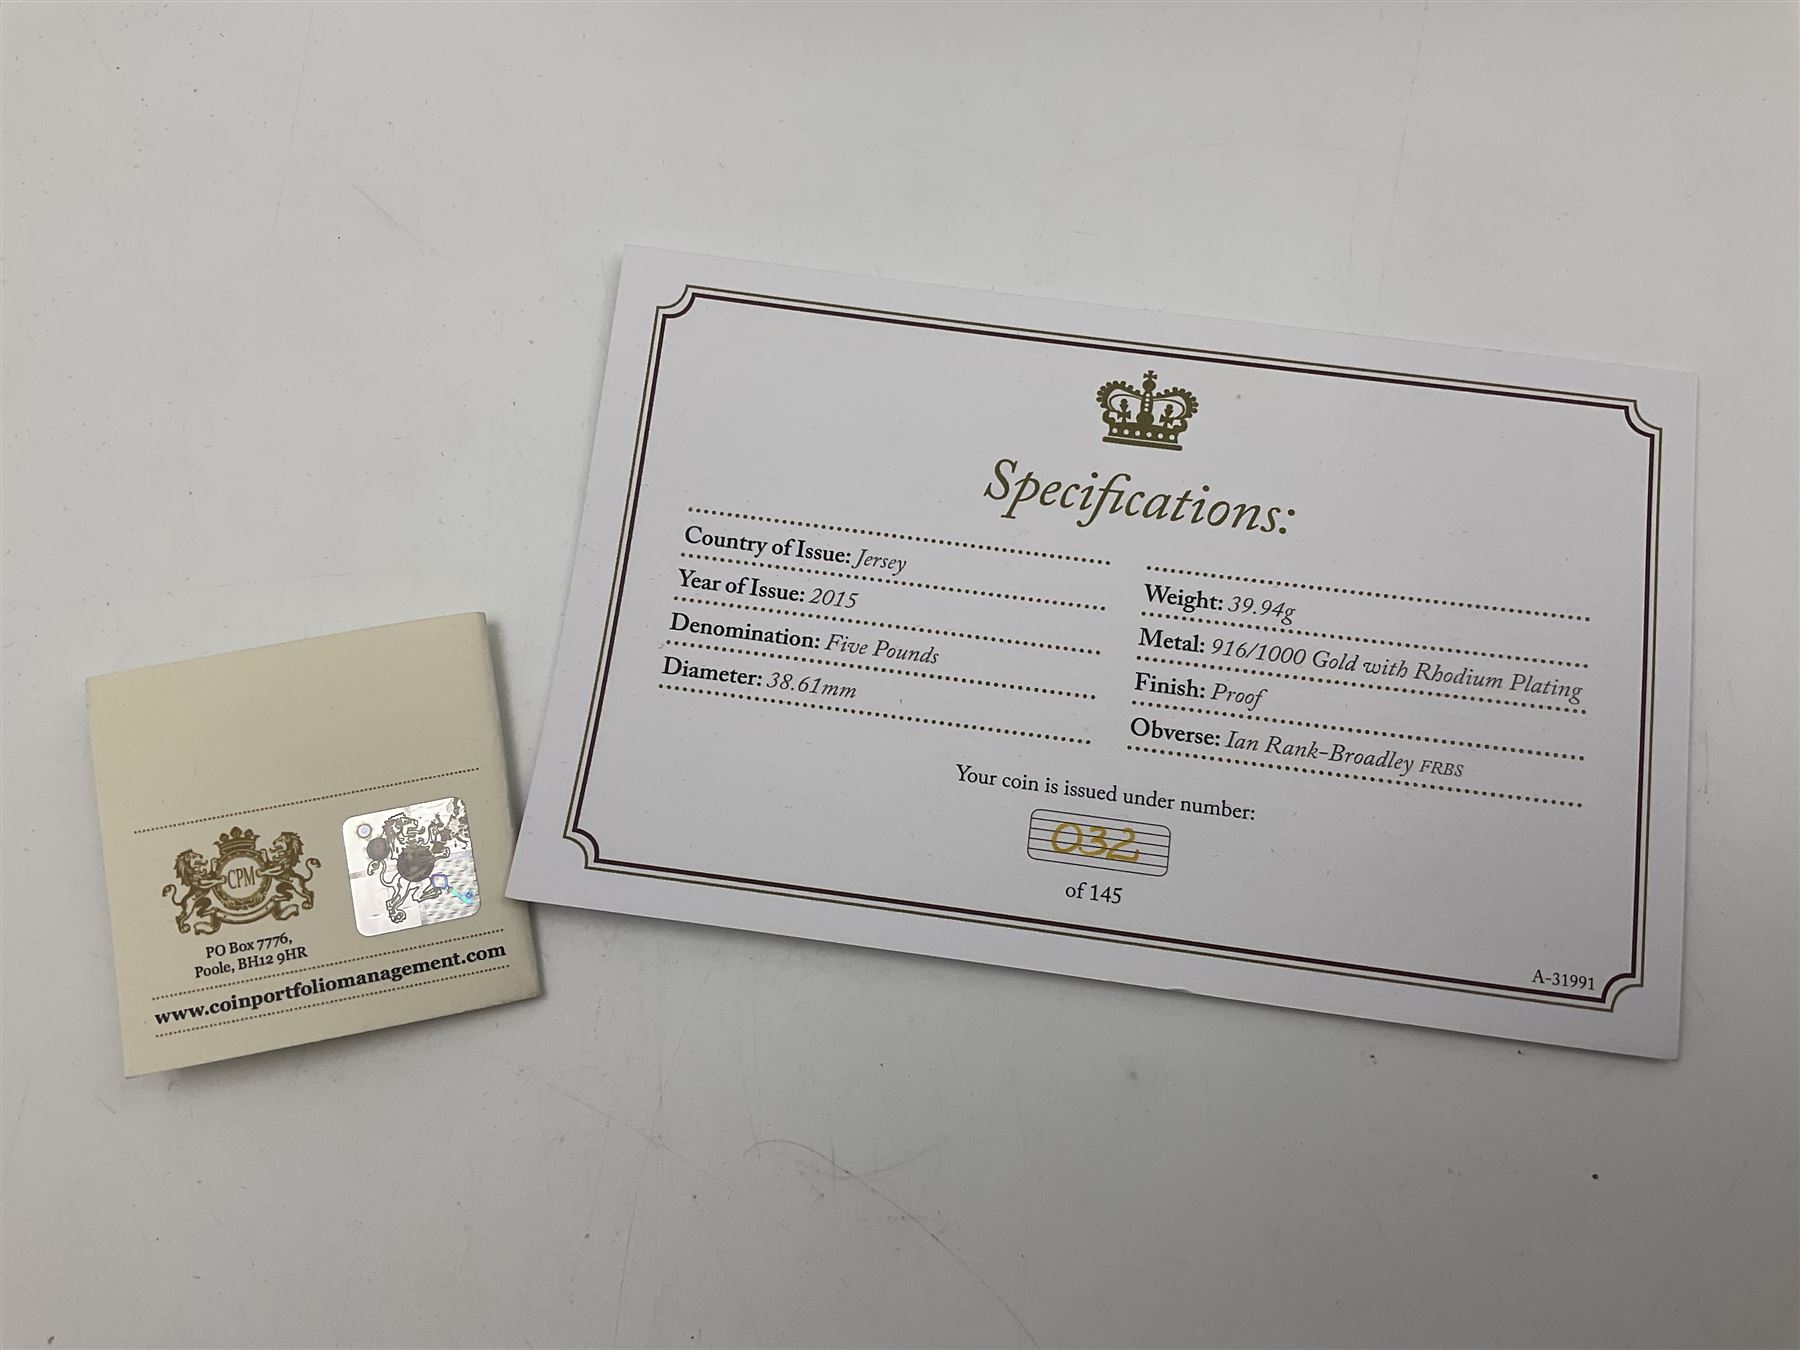 CPM
PO Box 7776,
Poole, BH12 9HR
www.coinportfoliomanagement.com
Specifications:
Country of Issue: Jersey
Year of Issue: 2015
Denomination: Five Pounds
Diameter: 38.61mm
Weight: 39.94g
Metal: 916/1000 Gold with Rhodium Plating
Finish: Proof
Obverse: Ian Rank-Broadley FRBS
Your coin is issued under number:
032
of 145
A-31991